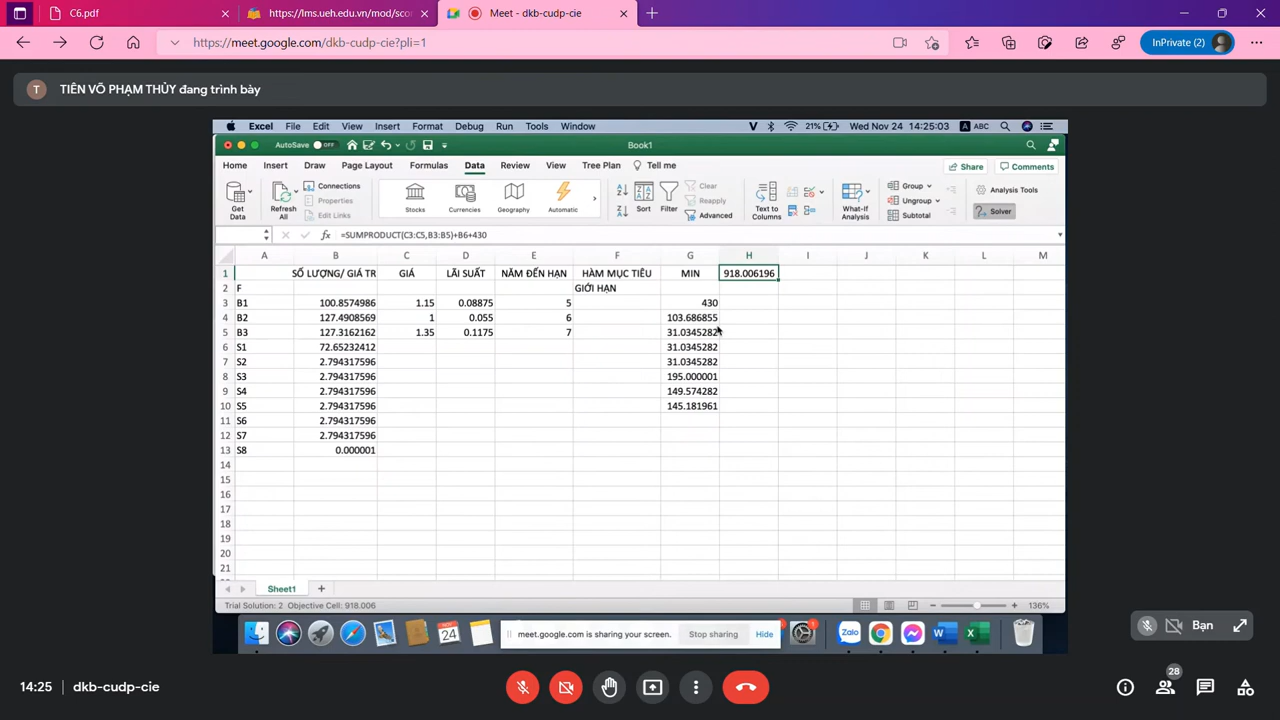 C6.pdf
https://lms.ueh.edu.vn/mod/sco
Meet - dkb-cudp-cie
https://meet.google.com/dkb-cudp-cie?pli=1
InPrivate (2)
T TIÊN VÕ PHẠM THỦY đang trình bày
Excel File Edit View Insert Format Debug Run Tools Window V 21% Wed Nov 24 14:25:03 A ABC
AutoSave OFF Book1
Home Insert Draw Page Layout Formulas Data Review View Tree Plan Tell me Share Comments
Get Data
Refresh All
Connections
Properties
Edit Links
Stocks Currencies Geography Automatic
Sort Filter
Clear
Reapply
Advanced
Text to Columns
What-If Analysis
Group
Ungroup
Subtotal
Analysis Tools
Solver
fx =SUMPRODUCT(C3:C5,B3:B5)+B6+430
A B C D E F G H I J K L M
1 SỐ LƯỢNG/ GIÁ TR GIÁ LÃI SUẤT NĂM ĐẾN HẠN HÀM MỤC TIÊU MIN 918.006196
2 F GIỚI HẠN
3 B1 100.8574986 1.15 0.08875 5 430
4 B2 127.4908569 1 0.055 6 103.686855
5 B3 127.3162162 1.35 0.1175 7 31.0345282
6 S1 72.65232412 31.0345282
7 S2 2.794317596 31.0345282
8 S3 2.794317596 195.000001
9 S4 2.794317596 149.574282
10 S5 2.794317596 145.181961
11 S6 2.794317596
12 S7 2.794317596
13 S8 0.000001
14
15
16
17
18
19
20
21
Sheet1
Trial Solution: 2 Objective Cell: 918.006 136%
NOV 24
meet.google.com is sharing your screen. Stop sharing Hide
Zalo
Bạn
14:25 dkb-cudp-cie
28